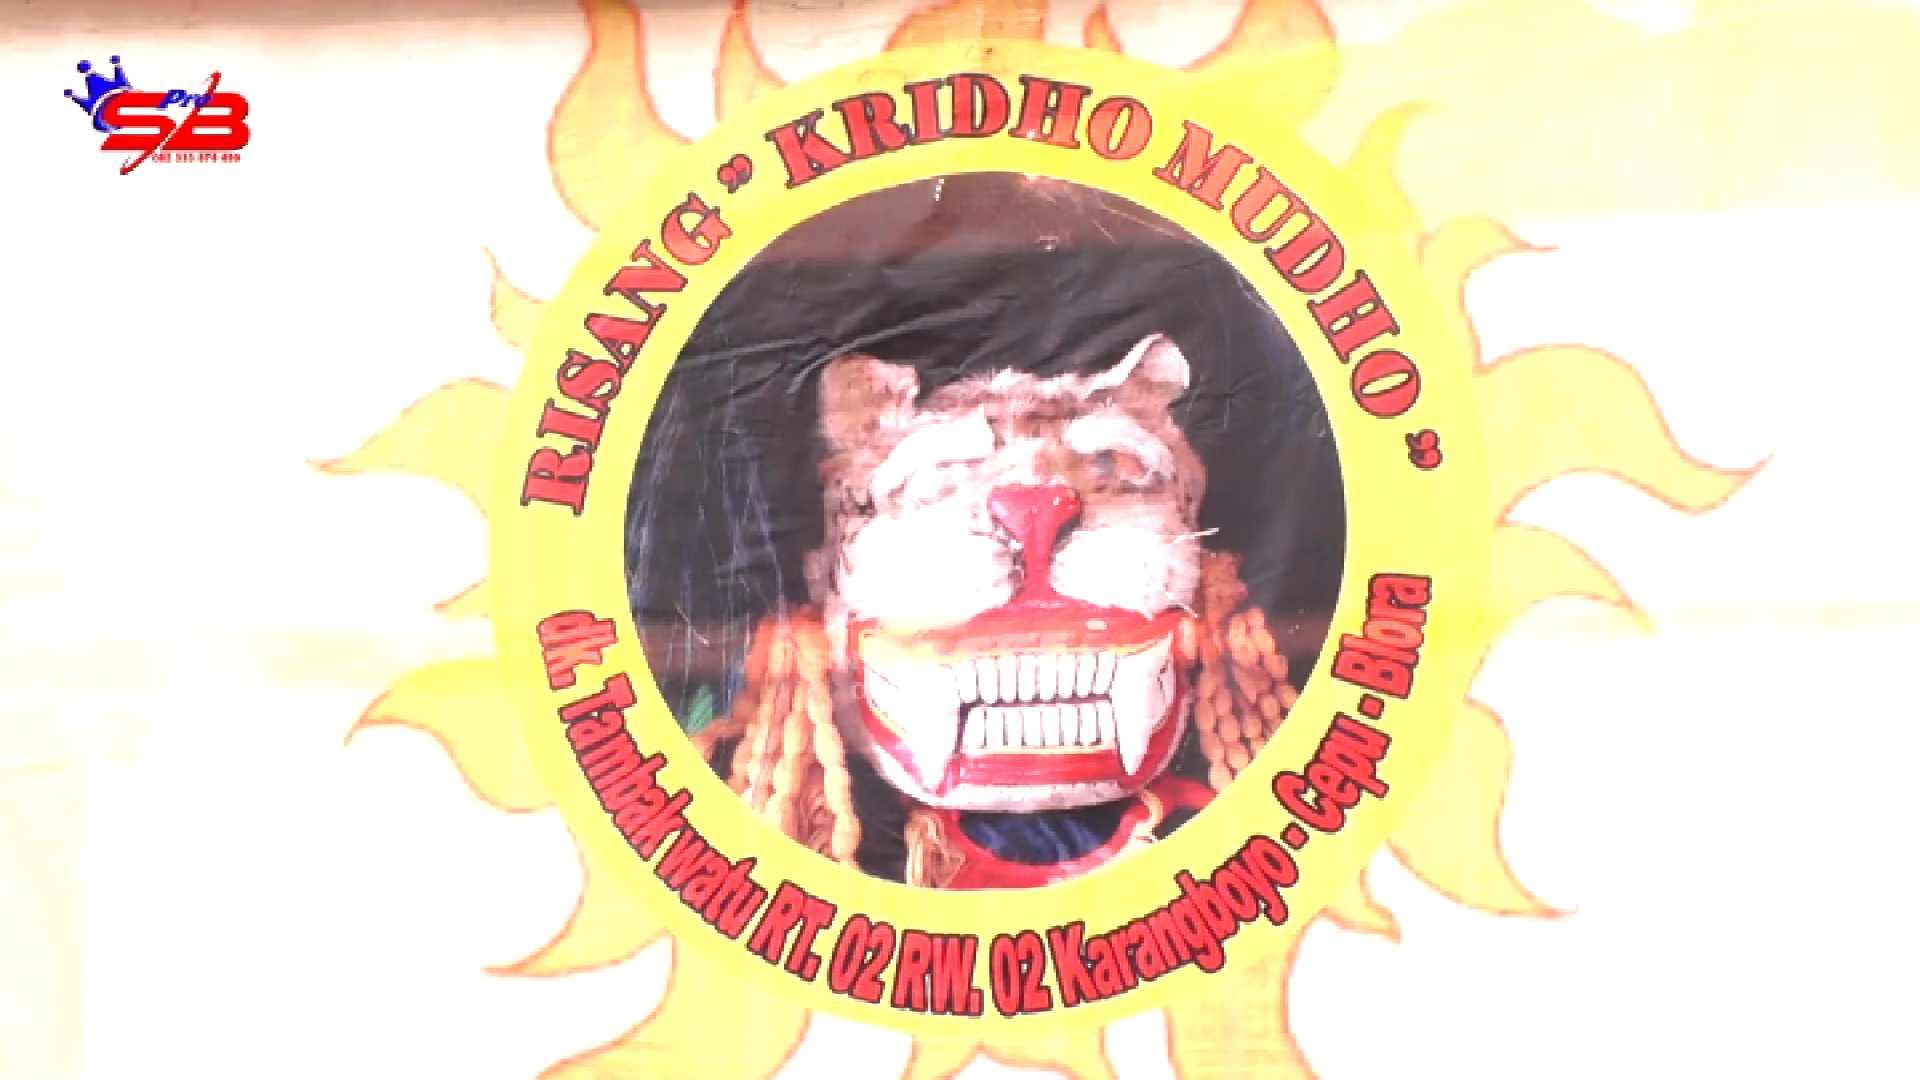 Pro
SB
RISANG " KRIDHO MUDHO "
dk. Tambak watu RT. 02 RW. 02 Karangboyo - Cepu - Blora